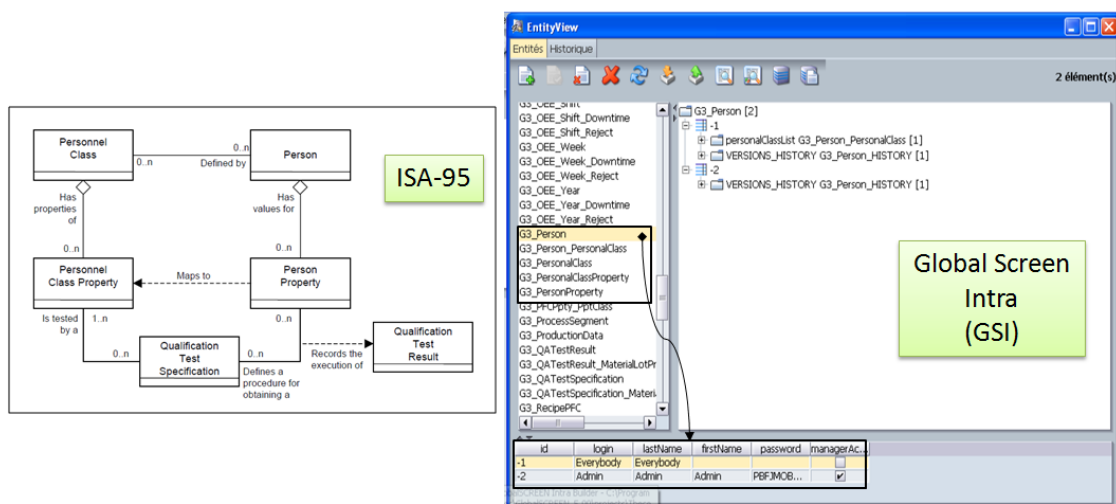 Personnel
Class
0..n
Defined by
0..n
Person
Has
properties
of
0..n
Has
values for
0..n
Personnel
Class Property
Maps to
Person
Property
Is tested
by a
1..n
0..n
0..n
Qualification
Test
Specification
0..n
Defines a
procedure for
obtaining a
Records the
execution of
Qualification
Test
Result
ISA-95
EntityView
Entités Historique
2 élément(s)
G3_OEE_Shift
G3_OEE_Shift_Downtime
G3_OEE_Shift_Reject
G3_OEE_Week
G3_OEE_Week_Downtime
G3_OEE_Week_Reject
G3_OEE_Year
G3_OEE_Year_Downtime
G3_OEE_Year_Reject
G3_Person
G3_Person_PersonalClass
G3_PersonalClass
G3_PersonalClassProperty
G3_PersonProperty
G3_PFCPpty_PptClass
G3_ProcessSegment
G3_ProductionData
G3_QATestResult
G3_QATestResult_MaterialLotPr
G3_QATestSpecification
G3_QATestSpecification_Materi
G3_RecipePFC
G3_Person [2]
-1
personalClassList G3_Person_PersonalClass [1]
VERSIONS_HISTORY G3_Person_HISTORY [1]
-2
VERSIONS_HISTORY G3_Person_HISTORY [1]
Global Screen
Intra
(GSI)
id login lastName firstName password managerAc...
-1 Everybody Everybody
-2 Admin Admin Admin PBFJMOB...